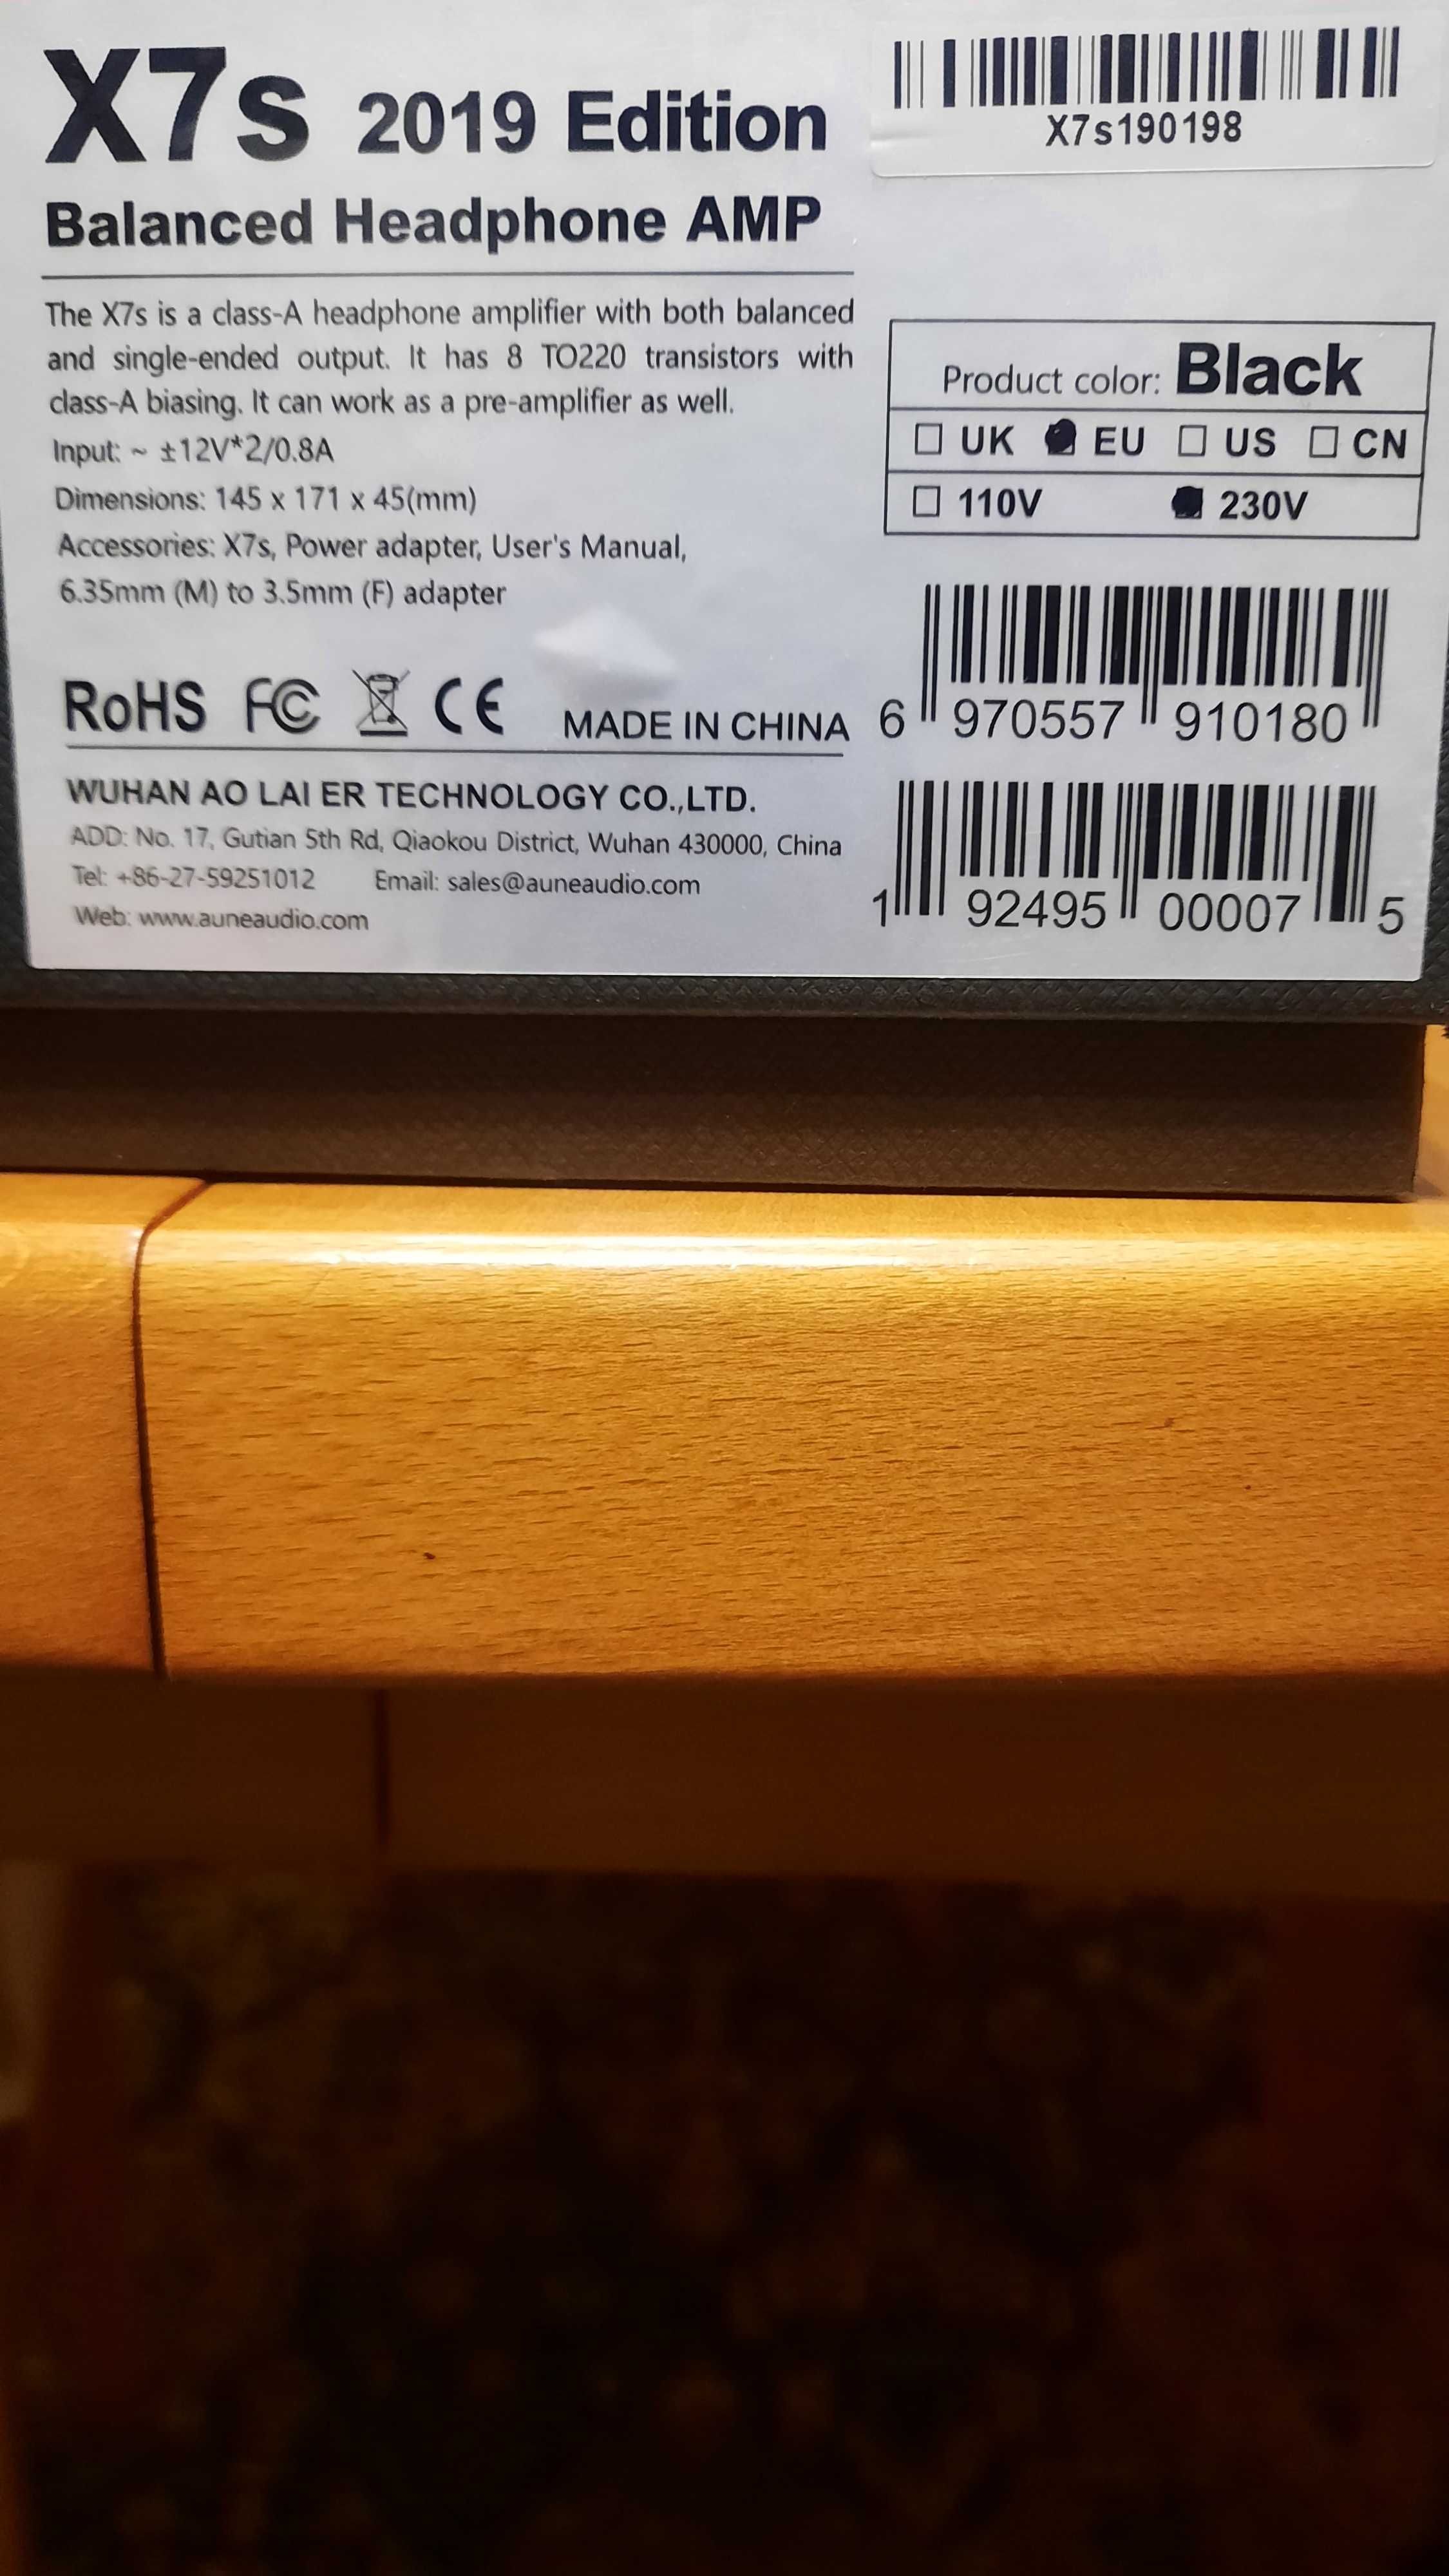 X7s 2019 Edition
Balanced Headphone AMP
The X7s is a class-A headphone amplifier with both balanced
and single-ended output. It has 8 TO220 transistors with
class-A biasing. It can work as a pre-amplifier as well.
Input: ~ ±12V*2/0.8A
Dimensions: 145 x 171 x 45(mm)
Accessories: X7s, Power adapter, User's Manual,
6.35mm (M) to 3.5mm (F) adapter
RoHS FC CE MADE IN CHINA
WUHAN AO LAI ER TECHNOLOGY CO.,LTD.
ADD: No. 17, Gutian 5th Rd, Qiaokou District, Wuhan 430000, China
Tel: +86-27-59251012 Email: sales@auneaudio.com
Web: www.auneaudio.com
X7s190198
Product color: Black
UK EU US CN
110V 230V
6 970557 910180
1 92495 00007 5